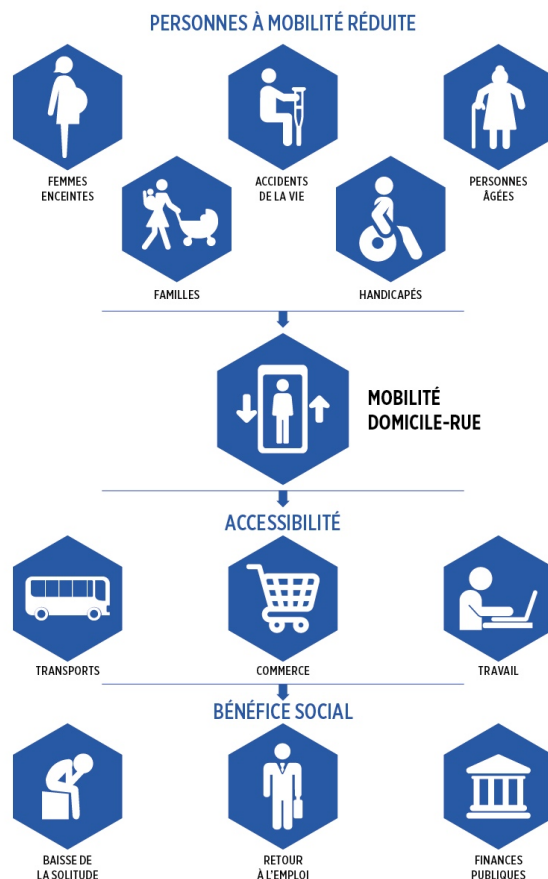 PERSONNES À MOBILITÉ RÉDUITE
FEMMES
ENCEINTES
ACCIDENTS
DE LA VIE
PERSONNES
ÂGÉES
FAMILLES
HANDICAPÉS
MOBILITÉ
DOMICILE-RUE
ACCESSIBILITÉ
TRANSPORTS
COMMERCE
TRAVAIL
BÉNÉFICE SOCIAL
BAISSE DE
LA SOLITUDE
RETOUR
À L'EMPLOI
FINANCES
PUBLIQUES